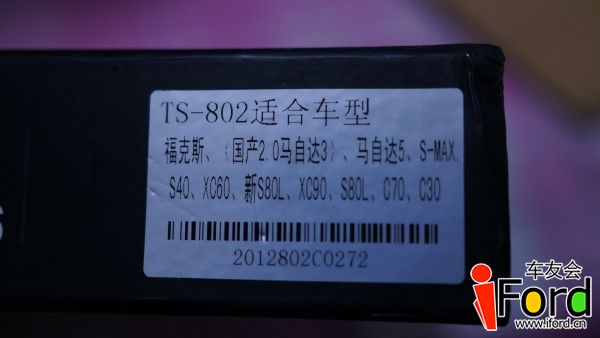 TS-802适合车型
福克斯、（国产2.0马自达3）、马自达5、S-MAX.
S40、XC60、新S80L、XC90、S80L、C70、C30
2012802C0272
车友会
iFord
www.iford.cn